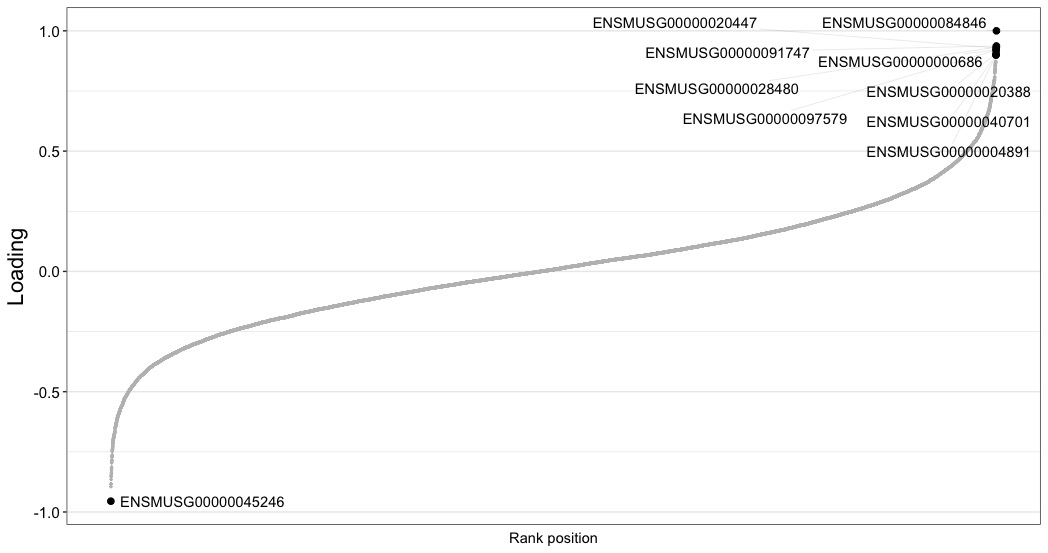 ENSMUSG00000020447
ENSMUSG00000084846
ENSMUSG00000091747
ENSMUSG00000000686
ENSMUSG00000028480
ENSMUSG00000020388
ENSMUSG00000097579
ENSMUSG00000040701
ENSMUSG00000004891
ENSMUSG00000045246
1.0
0.5
0.0
-0.5
-1.0
Loading
Rank position